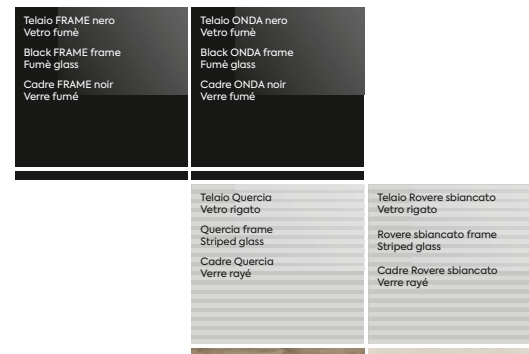 Telaio FRAME nero
Vetro fumè
Black FRAME frame
Fumè glass
Cadre FRAME noir
Verre fumé
Telaio ONDA nero
Vetro fumè
Black ONDA frame
Fumè glass
Cadre ONDA noir
Verre fumé
Telaio Quercia
Vetro rigato
Quercia frame
Striped glass
Cadre Quercia
Verre rayé
Telaio Rovere sbiancato
Vetro rigato
Rovere sbiancato frame
Striped glass
Cadre Rovere sbiancato
Verre rayé